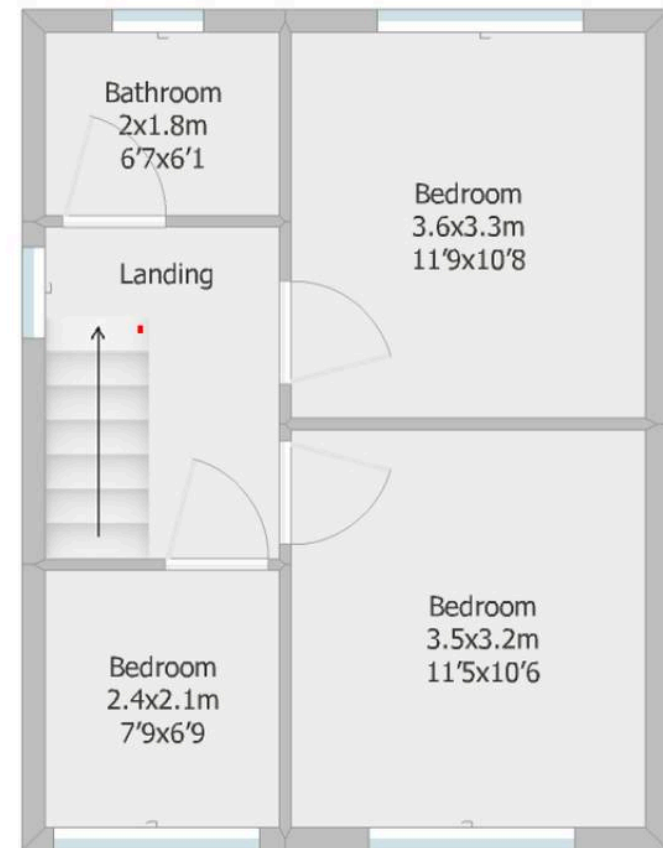 Bathroom
2x1.8m
6'7x6'1
Bedroom
3.6x3.3m
11'9x10'8
Landing
Bedroom
3.5x3.2m
11'5x10'6
Bedroom
2.4x2.1m
7'9x6'9